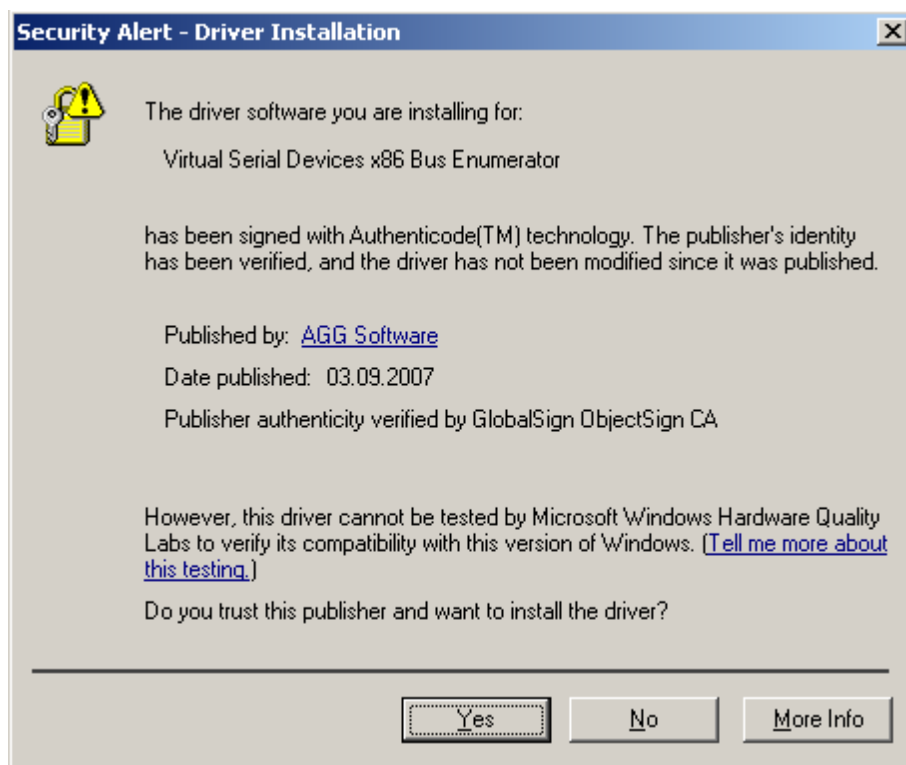 Security Alert - Driver Installation
The driver software you are installing for:
Virtual Serial Devices x86 Bus Enumerator
has been signed with Authenticode(TM) technology. The publisher's identity
has been verified, and the driver has not been modified since it was published.
Published by: AGG Software
Date published: 03.09.2007
Publisher authenticity verified by GlobalSign ObjectSign CA
However, this driver cannot be tested by Microsoft Windows Hardware Quality
Labs to verify its compatibility with this version of Windows. (Tell me more about
this testing.)
Do you trust this publisher and want to install the driver?
Yes No More Info